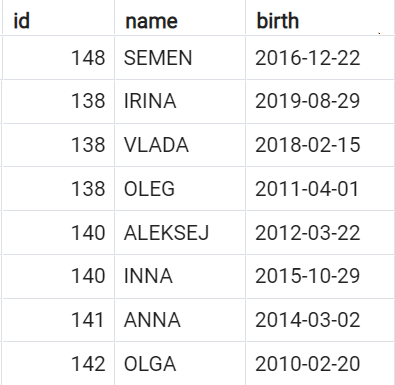 id name birth
148 SEMEN 2016-12-22
138 IRINA 2019-08-29
138 VLADA 2018-02-15
138 OLEG 2011-04-01
140 ALEKSEJ 2012-03-22
140 INNA 2015-10-29
141 ANNA 2014-03-02
142 OLGA 2010-02-20